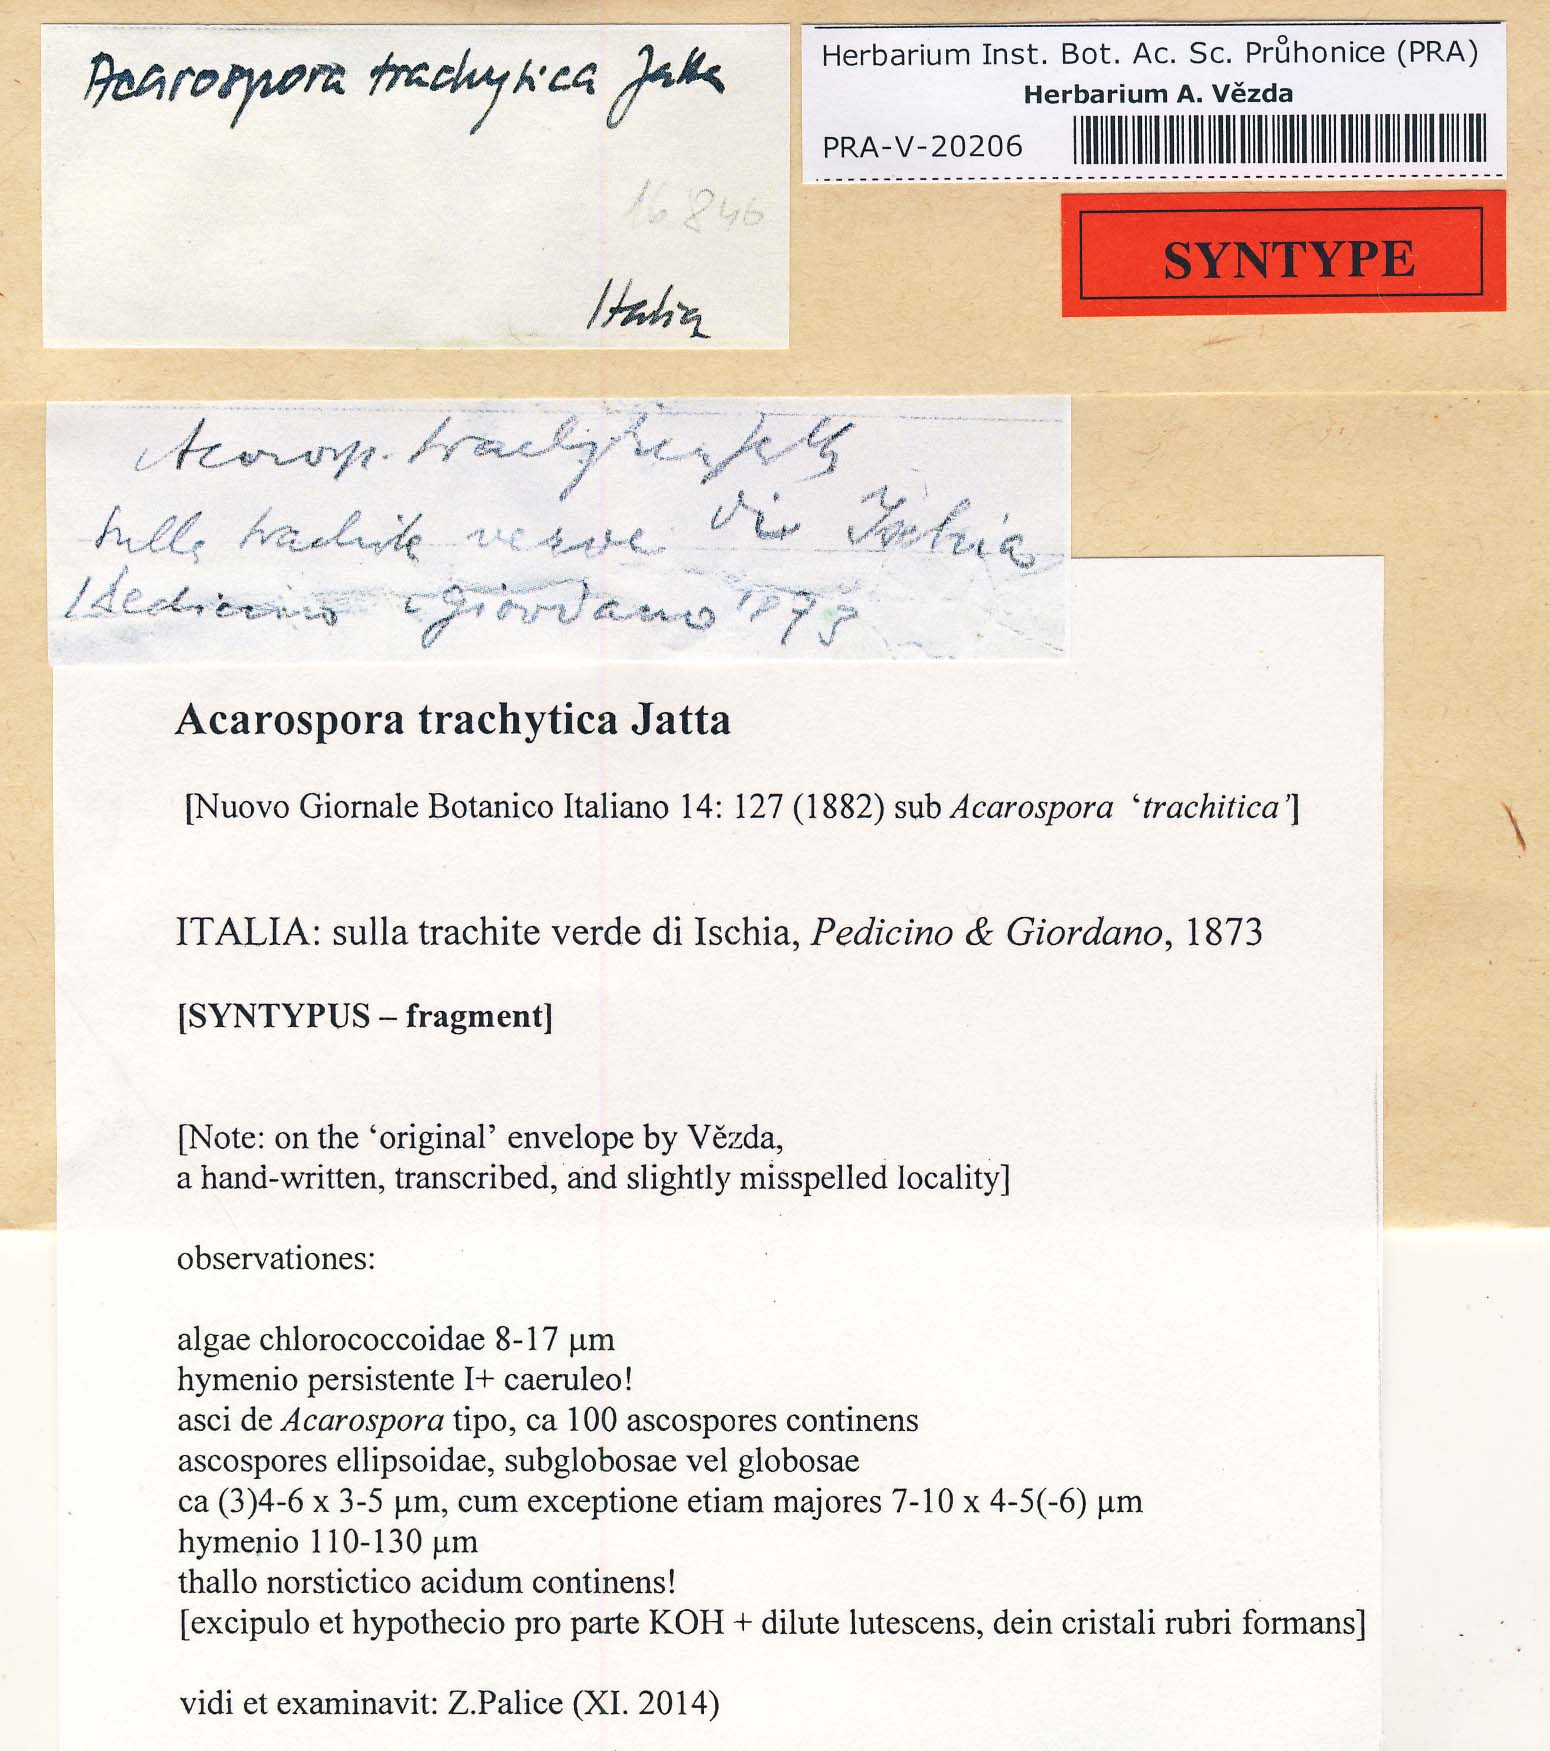 Acarospora trachytica Jatta
16846
Italia
Herbarium Inst. Bot. Ac. Sc. Průhonice (PRA)
Herbarium A. Vězda
PRA-V-20206
SYNTYPE
Acarosp. Jatta
sulla trachite Ischia
Giordano 1873
Acarospora trachytica Jatta
[Nuovo Giornale Botanico Italiano 14: 127 (1882) sub Acarospora ‘trachitica’]
ITALIA: sulla trachite verde di Ischia, Pedicino & Giordano, 1873
[SYNTYPUS – fragment]
[Note: on the ‘original’ envelope by Vězda,
a hand-written, transcribed, and slightly misspelled locality]
observationes:
algae chlorococcoidae 8-17 µm
hymenio persistente I+ caeruleo!
asci de Acarospora tipo, ca 100 ascospores continens
ascospores ellipsoidae, subglobosae vel globosae
ca (3)4-6 x 3-5 µm, cum exceptione etiam majores 7-10 x 4-5(-6) µm
hymenio 110-130 µm
thallo norstictico acidum continens!
[excipulo et hypothecio pro parte KOH + dilute lutescens, dein cristali rubri formans]
vidi et examinavit: Z.Palice (XI. 2014)